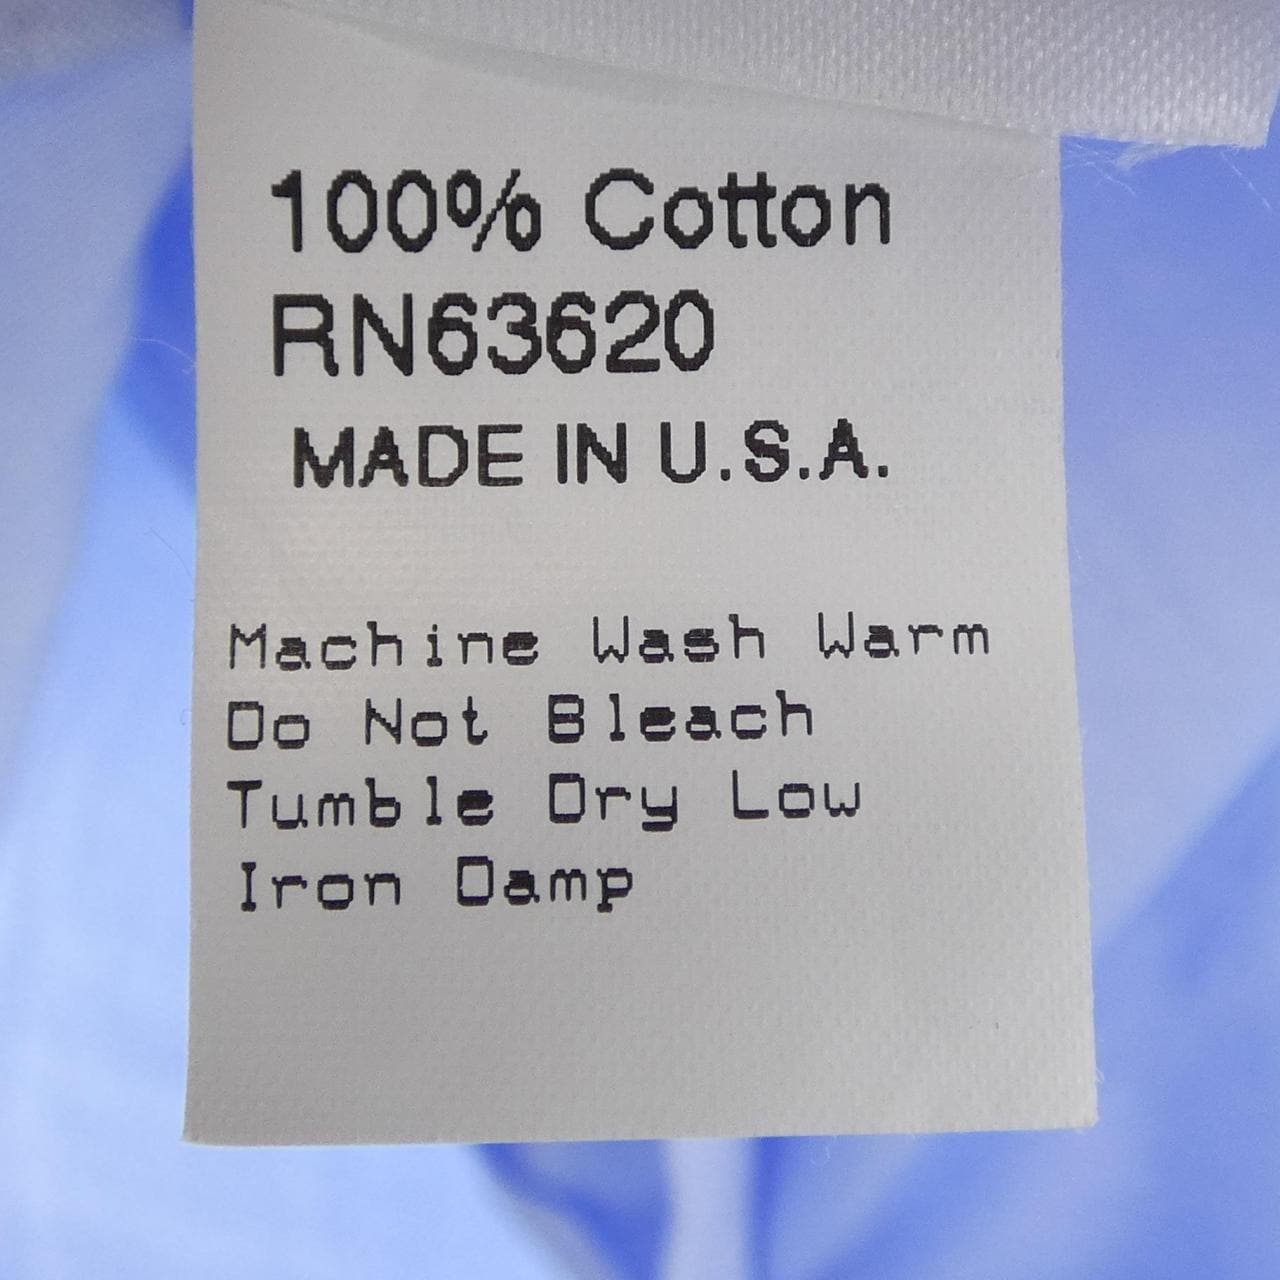 100% Cotton
RN63620
MADE IN U.S.A.
Machine Wash Warm
Do Not Bleach
Tumble Dry Low
Iron Damp